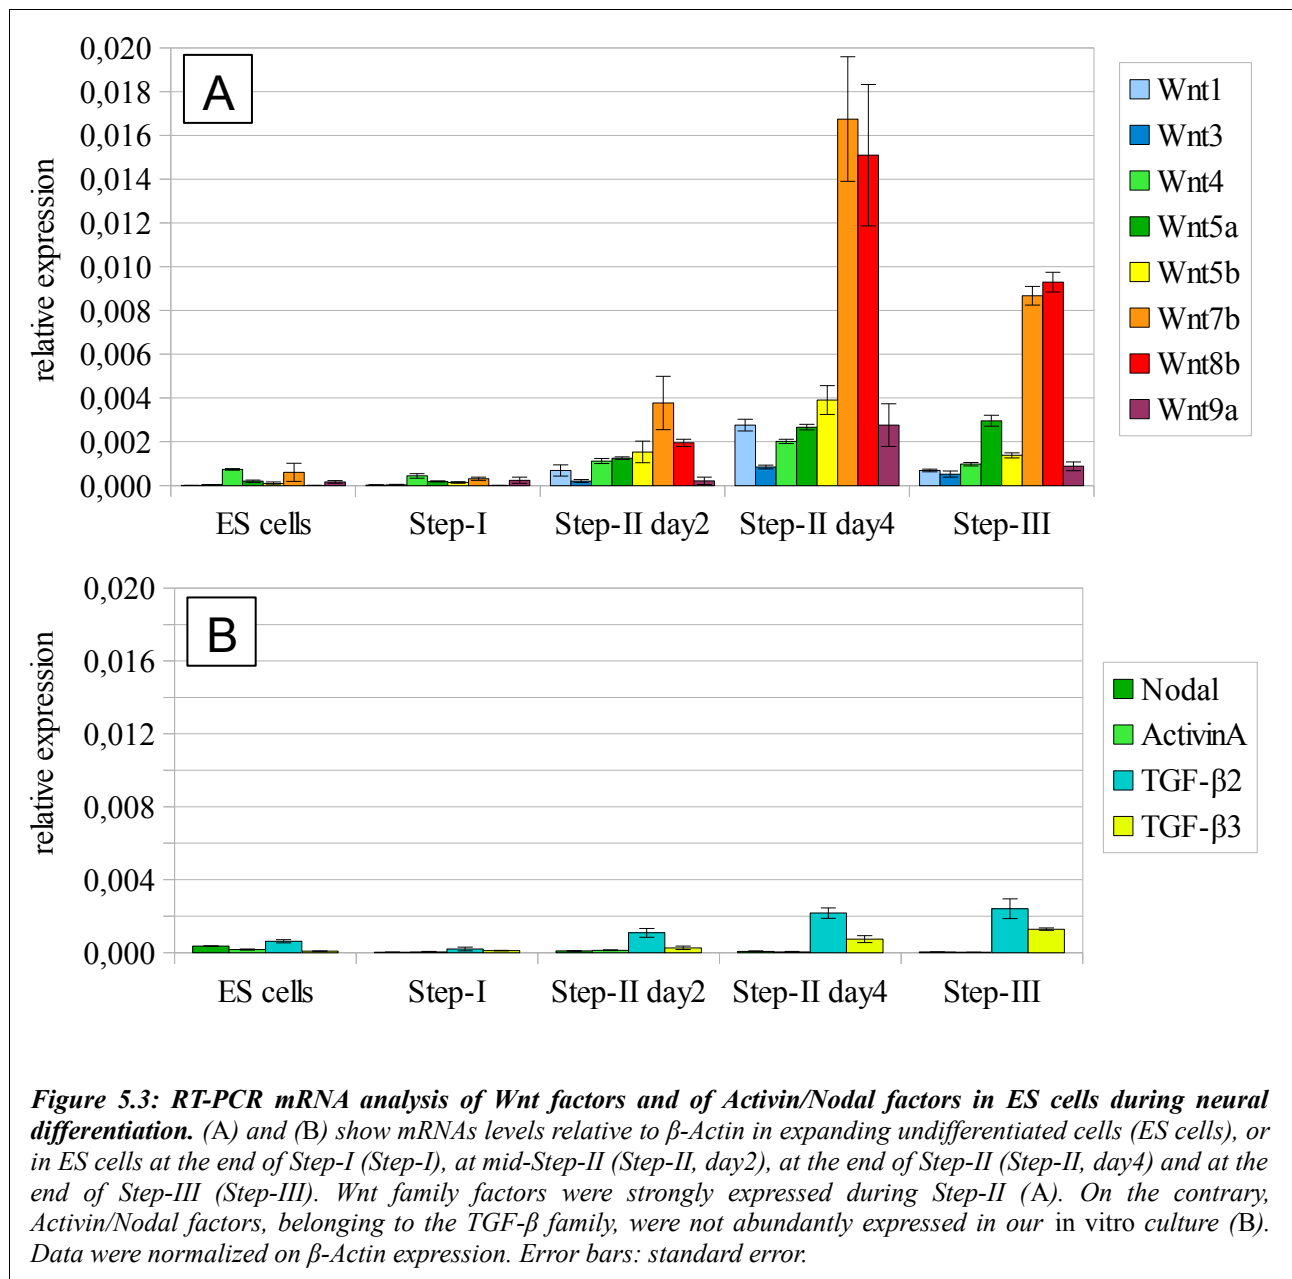 A
0,020
0,018
0,016
0,014
0,012
0,010
0,008
0,006
0,004
0,002
0,000
relative expression
ES cells
Step-I
Step-II day2
Step-II day4
Step-III
Wnt1
Wnt3
Wnt4
Wnt5a
Wnt5b
Wnt7b
Wnt8b
Wnt9a
B
0,020
0,016
0,012
0,008
0,004
0,000
relative expression
ES cells
Step-I
Step-II day2
Step-II day4
Step-III
Nodal
ActivinA
TGF-β2
TGF-β3
Figure 5.3: RT-PCR mRNA analysis of Wnt factors and of Activin/Nodal factors in ES cells during neural
differentiation. (A) and (B) show mRNAs levels relative to β-Actin in expanding undifferentiated cells (ES cells), or
in ES cells at the end of Step-I (Step-I), at mid-Step-II (Step-II, day2), at the end of Step-II (Step-II, day4) and at the
end of Step-III (Step-III). Wnt family factors were strongly expressed during Step-II (A). On the contrary,
Activin/Nodal factors, belonging to the TGF-β family, were not abundantly expressed in our in vitro culture (B).
Data were normalized on β-Actin expression. Error bars: standard error.